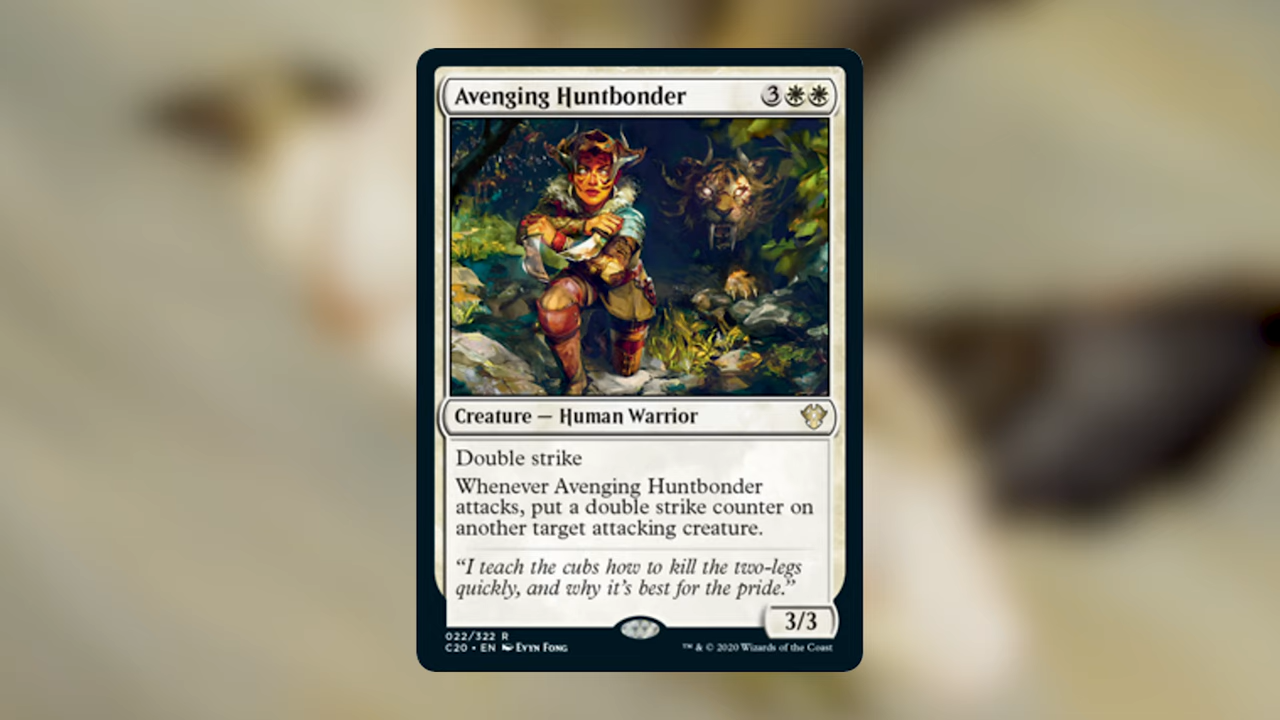 Avenging Huntbonder 3
Creature — Human Warrior
Double strike
Whenever Avenging Huntbonder
attacks, put a double strike counter on
another target attacking creature.
“I teach the cubs how to kill the two-legs
quickly, and why it’s best for the pride.”
3/3
022/322 R
C20 • EN Evyn Fong ™ & © 2020 Wizards of the Coast